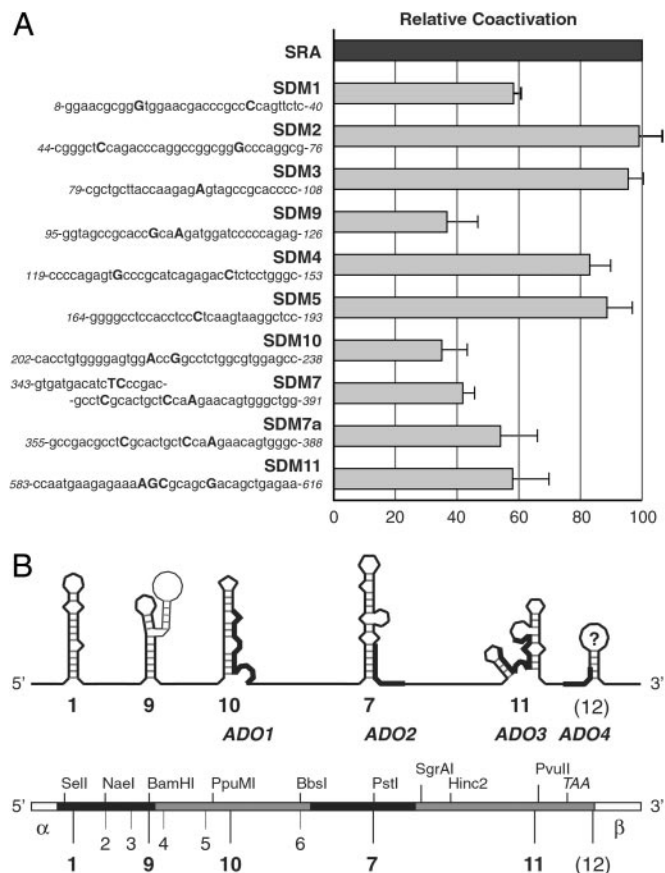 A
Relative Coactivation
SRA
SDM1
8-ggaacgcggGtggaacgacccgccCcagttctc-40
SDM2
44-cgggctCcagacccaggccggcggGgcccaggcg-76
SDM3
79-cgctgcttaccaagagAgtagccgcacccc-108
SDM9
95-ggtagccgcaccGcaAgatggatcccccagag-126
SDM4
119-ccccagagtGcccgcatcagagacCtctcctgggc-153
SDM5
164-ggggcctccacctccCctcaagtaaggctcc-193
SDM10
202-cacctgtggggagtggAccGgcctctggcgtggagcc-238
SDM7
343-gtgatgacatcTCccgac-
-gcctCgcactgctCcaAgaacagtgggctgg-391
SDM7a
355-gccgacgcctCgcactgctCcaAgaacagtgggc-388
SDM11
583-ccaatgaagagaaaAGCgcagcGacagctgagaa-616
0 20 40 60 80 100
B
?
5' 3'
1 9 10 7 11 (12)
ADO1 ADO2 ADO3 ADO4
SgrAI PvuII
SelI NaeI BamHI PpuMI BbsI PstI Hinc2 TAA
5' 3'
α 2 3 4 5 6 β
1 9 10 7 11 (12)